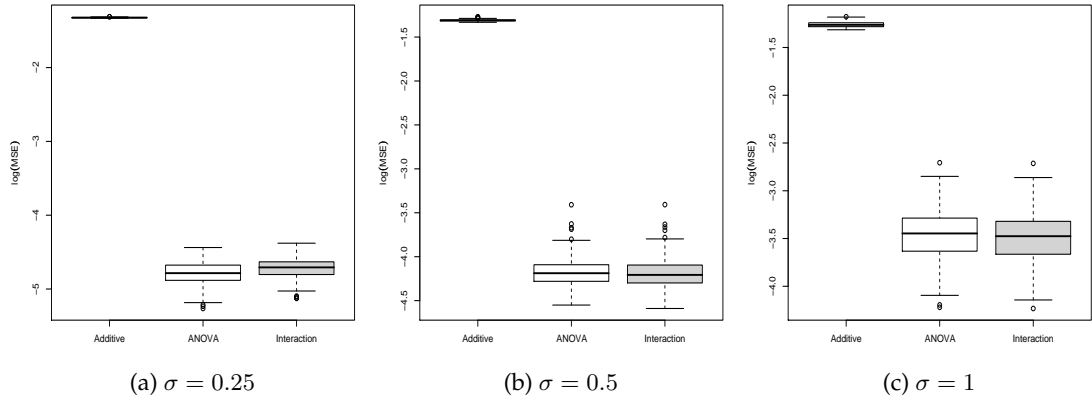 log(MSE)
−2
−3
−4
−5
Additive
ANOVA
Interaction
(a) σ = 0.25
log(MSE)
−1.5
−2.0
−2.5
−3.0
−3.5
−4.0
−4.5
Additive
ANOVA
Interaction
(b) σ = 0.5
log(MSE)
−1.5
−2.0
−2.5
−3.0
−3.5
−4.0
Additive
ANOVA
Interaction
(c) σ = 1